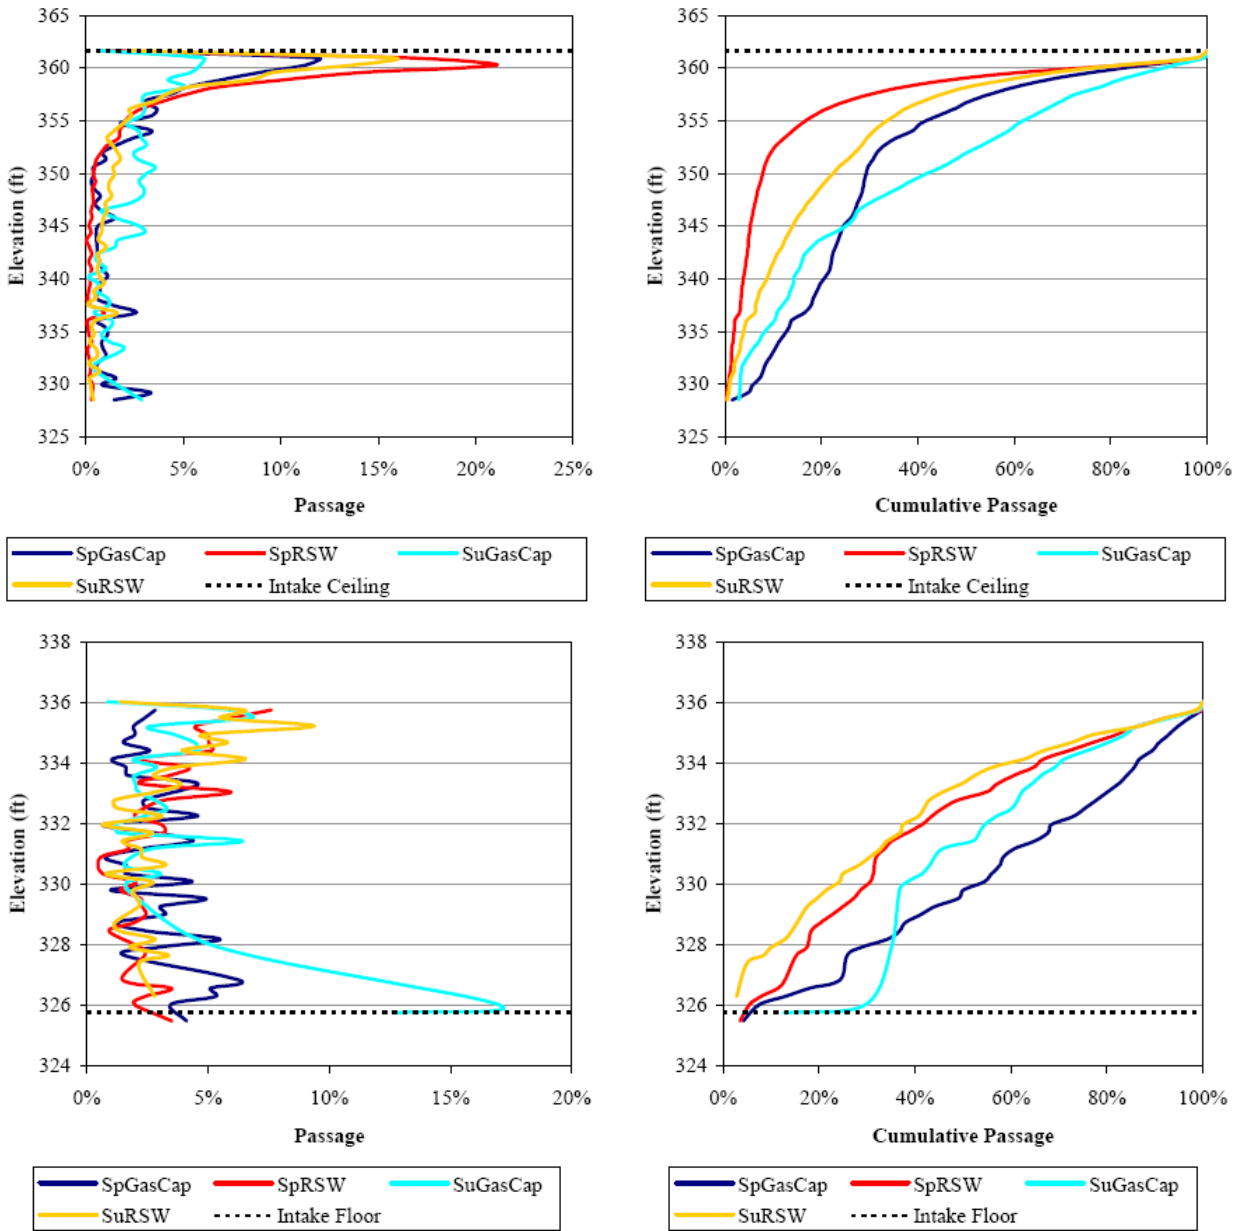 365
360
355
350
345
340
335
330
325
Elevation (ft)
0% 5% 10% 15% 20% 25%
Passage
SpGasCap SpRSW SuGasCap
SuRSW Intake Ceiling
365
360
355
350
345
340
335
330
325
Elevation (ft)
0% 20% 40% 60% 80% 100%
Cumulative Passage
SpGasCap SpRSW SuGasCap
SuRSW Intake Ceiling
338
336
334
332
330
328
326
324
Elevation (ft)
0% 5% 10% 15% 20%
Passage
SpGasCap SpRSW SuGasCap
SuRSW Intake Floor
338
336
334
332
330
328
326
324
Elevation (ft)
0% 20% 40% 60% 80% 100%
Cumulative Passage
SpGasCap SpRSW SuGasCap
SuRSW Intake Floor